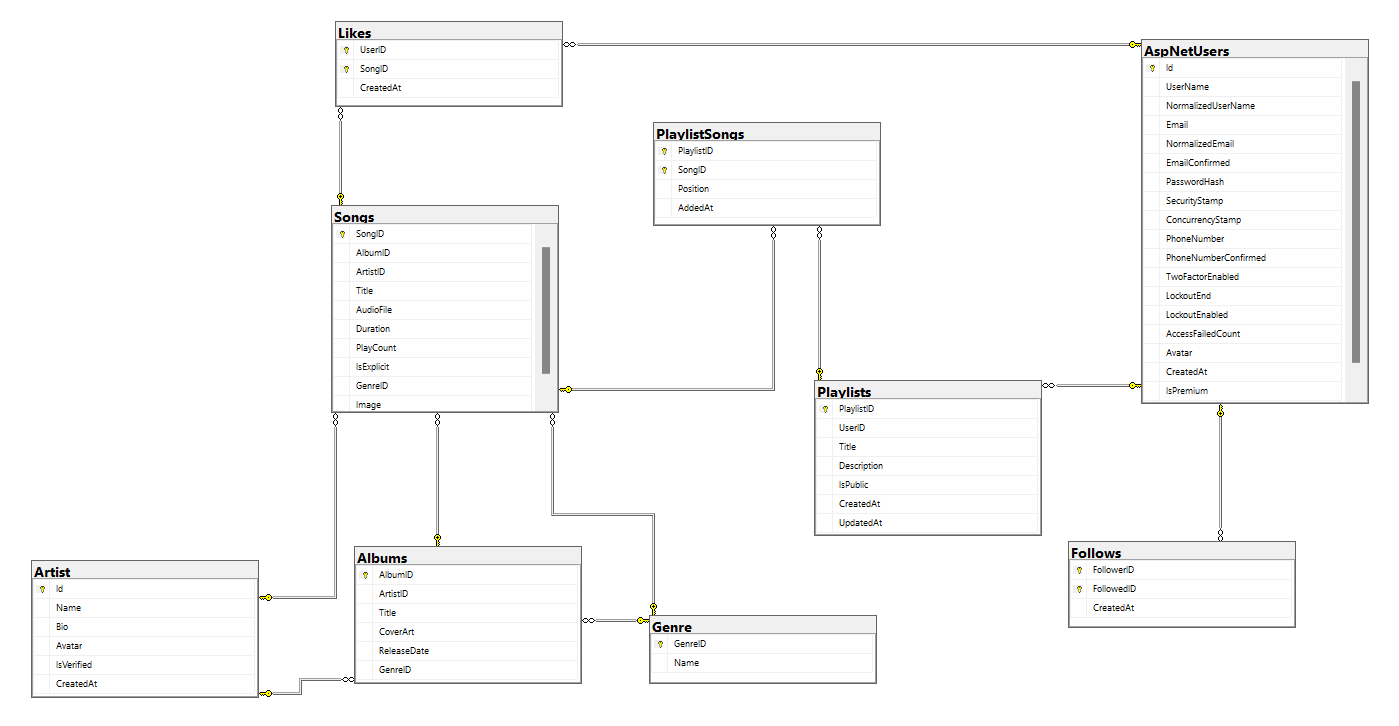 Likes
UserID
SongID
CreatedAt
AspNetUsers
Id
UserName
NormalizedUserName
Email
NormalizedEmail
EmailConfirmed
PasswordHash
SecurityStamp
ConcurrencyStamp
PhoneNumber
PhoneNumberConfirmed
TwoFactorEnabled
LockoutEnd
LockoutEnabled
AccessFailedCount
Avatar
CreatedAt
IsPremium
PlaylistSongs
PlaylistID
SongID
Position
AddedAt
Songs
SongID
AlbumID
ArtistID
Title
AudioFile
Duration
PlayCount
IsExplicit
GenreID
Image
Playlists
PlaylistID
UserID
Title
Description
IsPublic
CreatedAt
UpdatedAt
Follows
FollowerID
FollowedID
CreatedAt
Artist
Id
Name
Bio
Avatar
IsVerified
CreatedAt
Albums
AlbumID
ArtistID
Title
CoverArt
ReleaseDate
GenreID
Genre
GenreID
Name